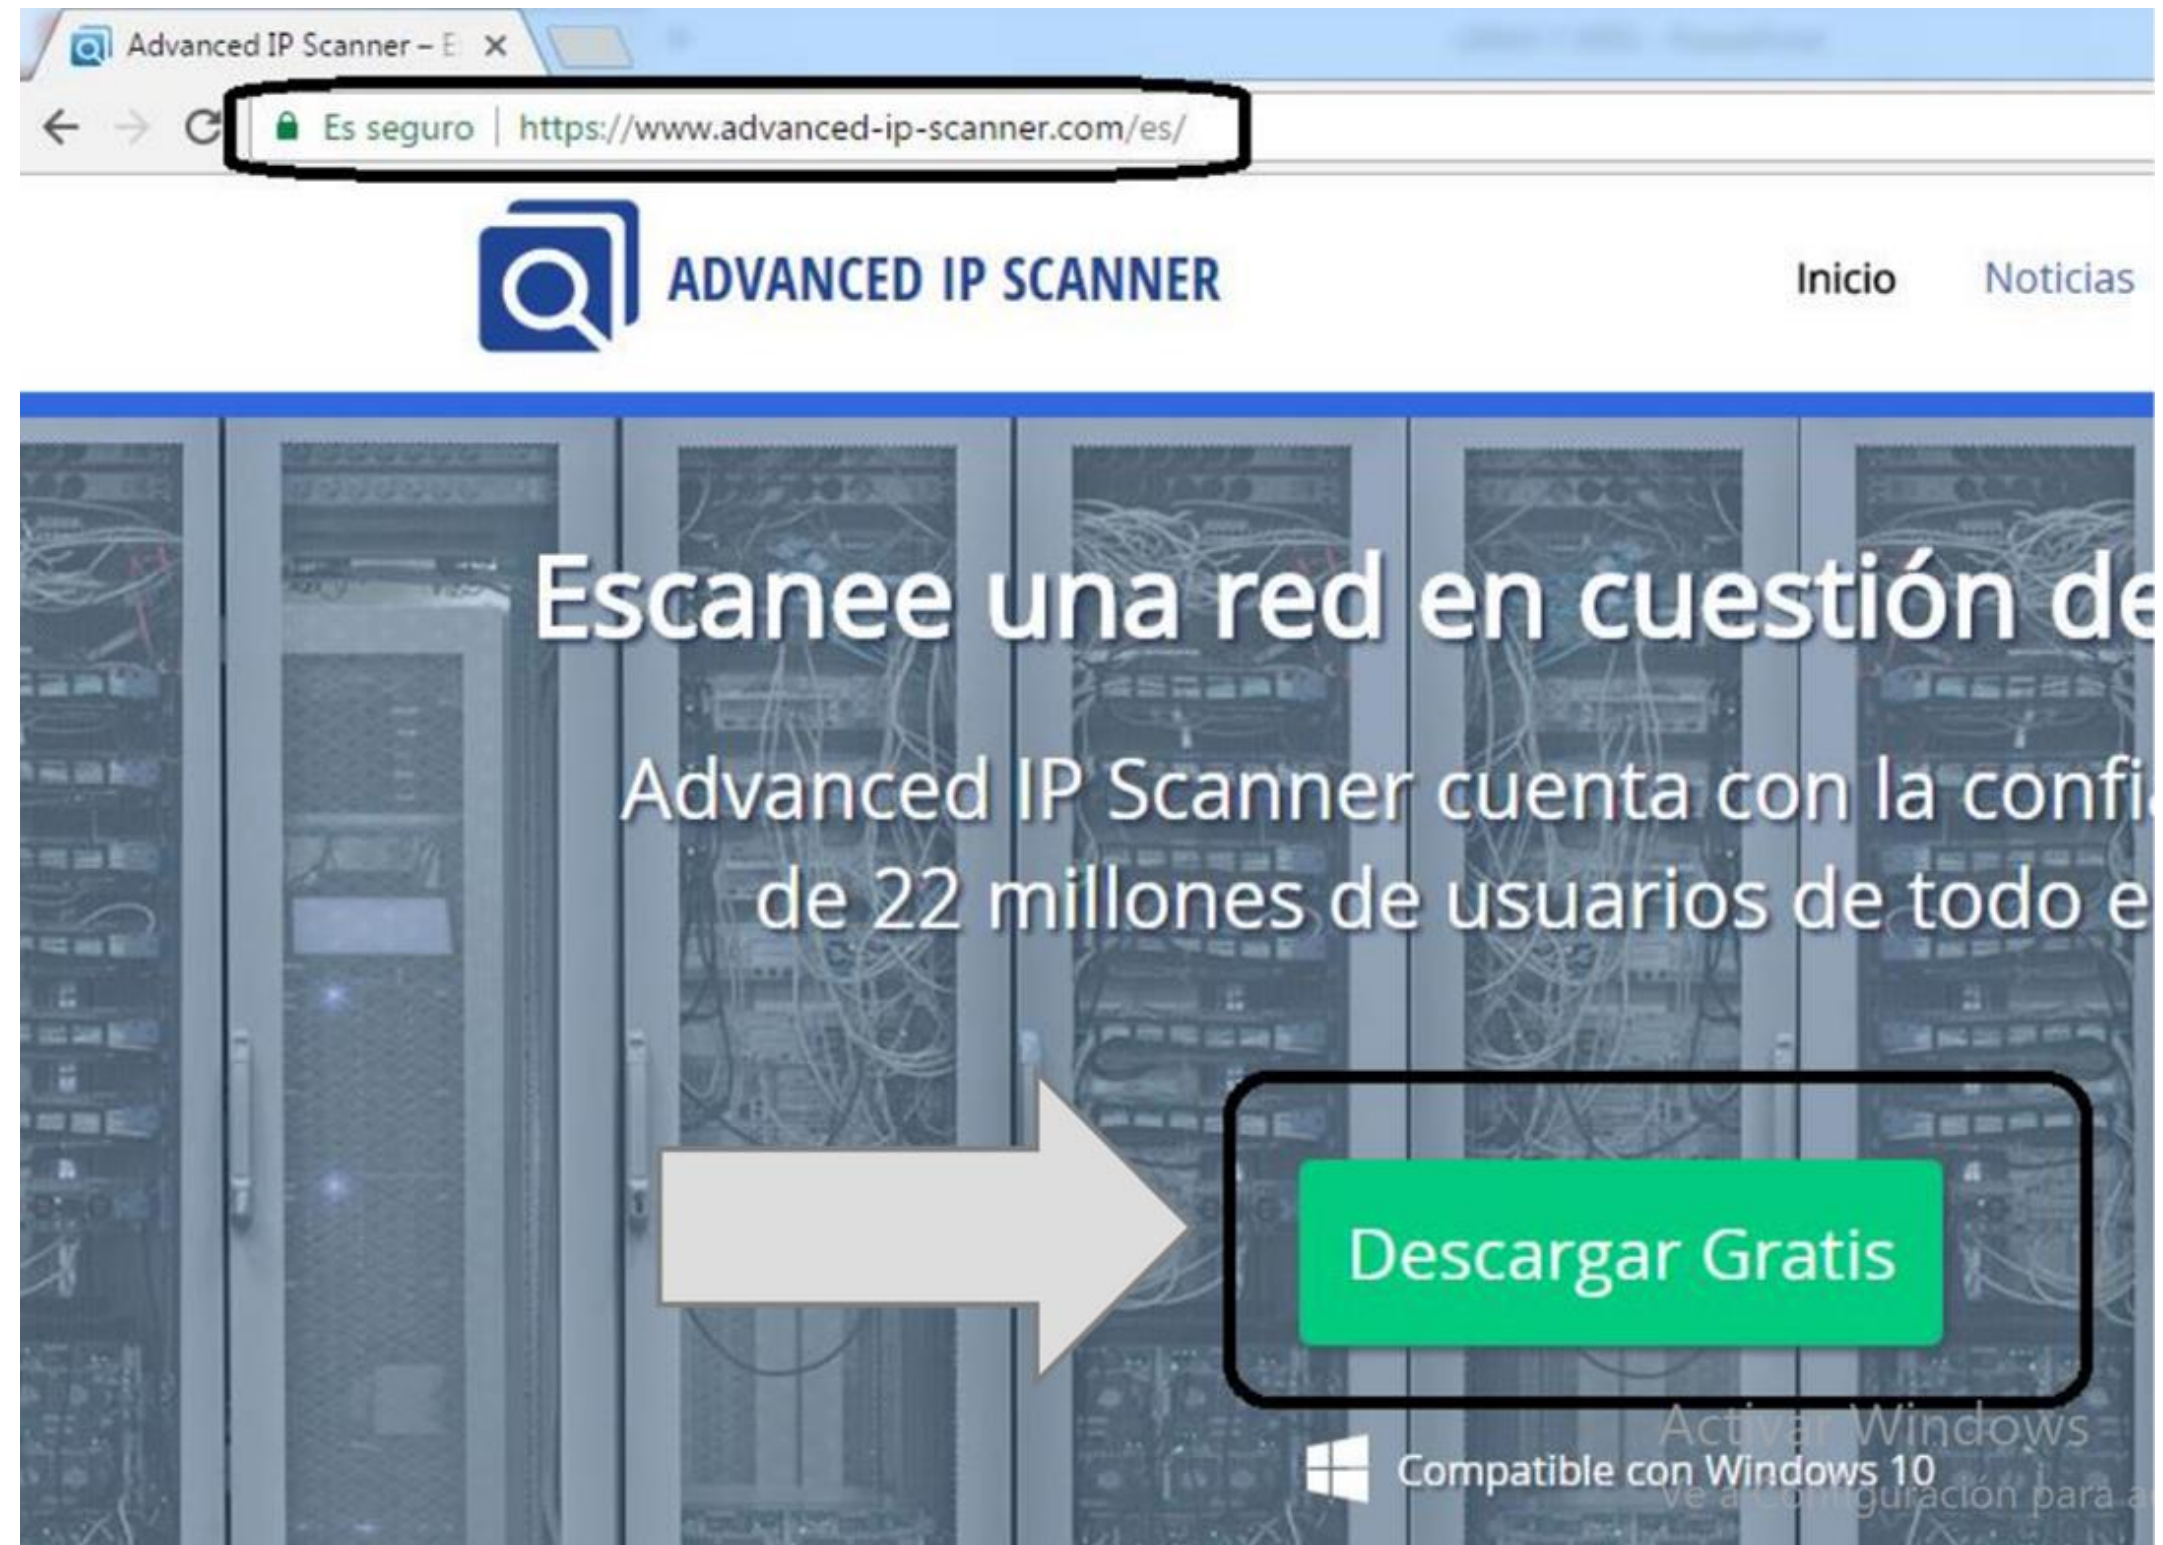 Advanced IP Scanner – E
Es seguro | https://www.advanced-ip-scanner.com/es/
ADVANCED IP SCANNER
Inicio Noticias
Escanee una red en cuestión de
Advanced IP Scanner cuenta con la confi
de 22 millones de usuarios de todo e
Descargar Gratis
Activar Windows
Compatible con Windows 10
Ve a Configuración para a